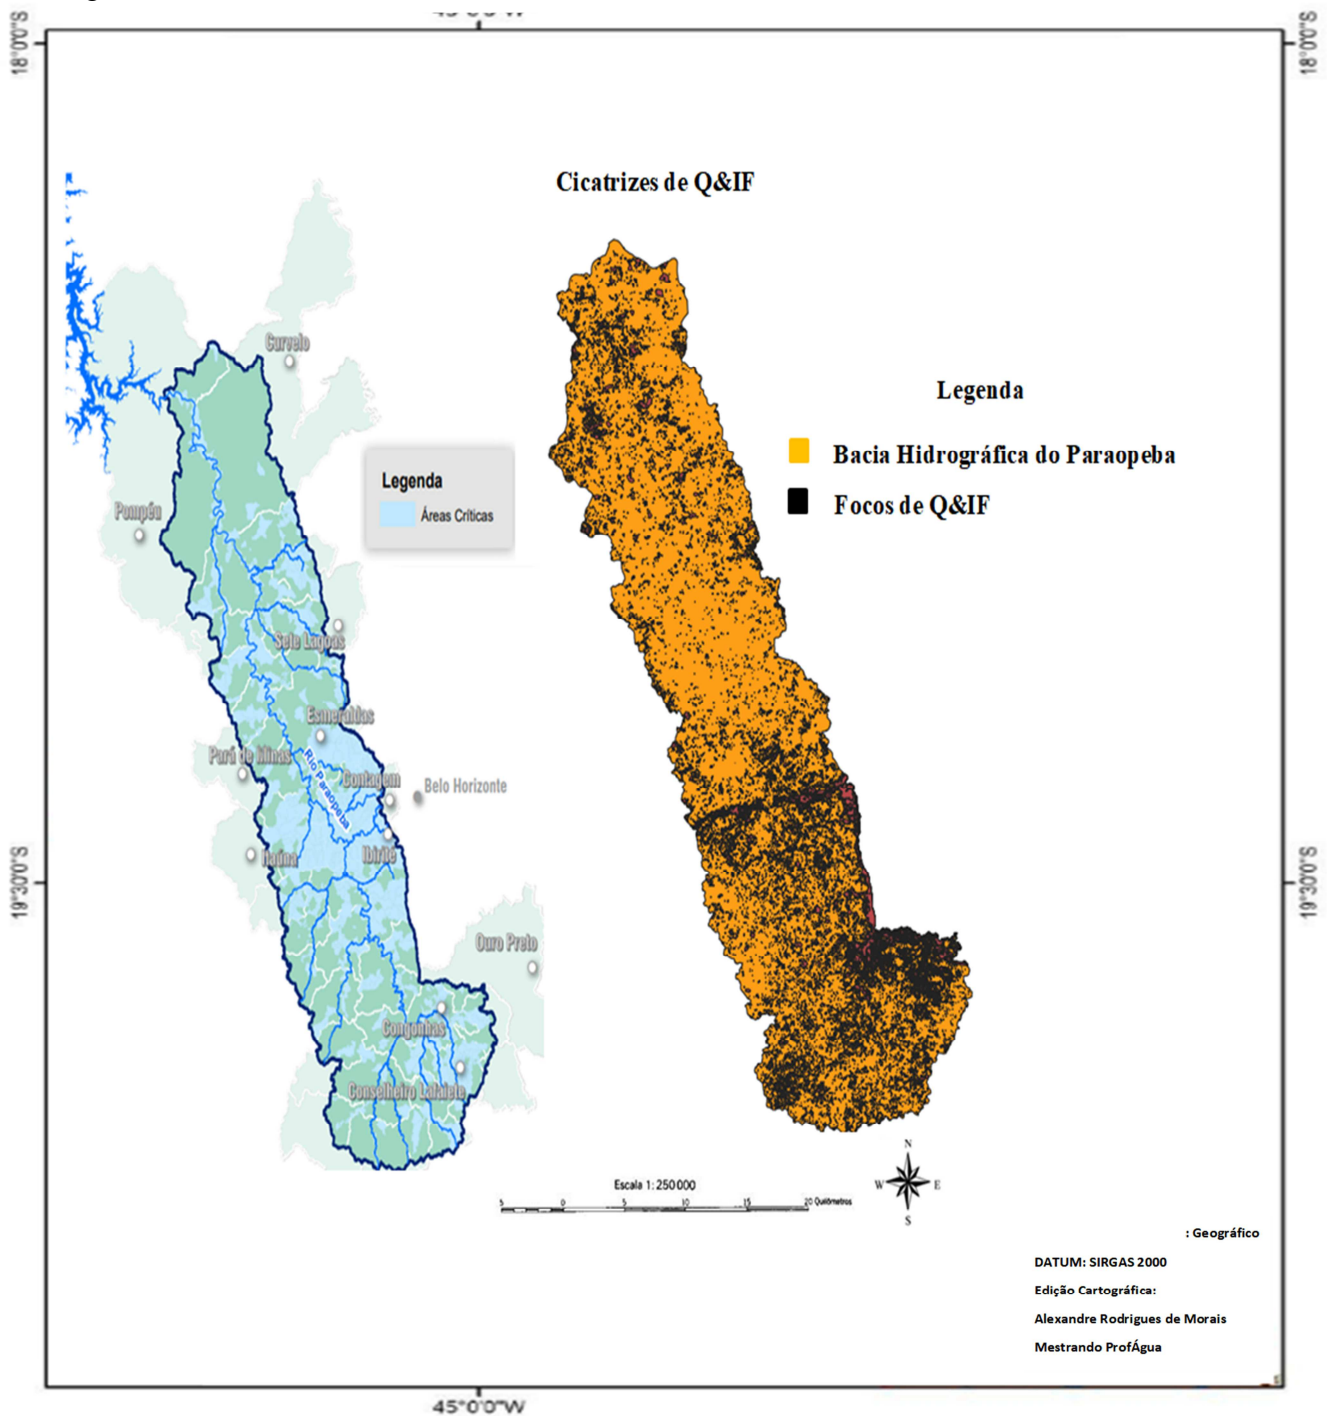 18°0'0"S
18°0'0"S
Cicatrizes de Q&IF
Curvelo
Legenda
Bacia Hidrográfica do Paraopeba
Focos de Q&IF
Legenda
Áreas Críticas
Pompéu
Sete Lagoas
Esmeraldas
Pará de Minas
Rio Paraopeba
Contagem
Belo Horizonte
Itaúna
Ibirité
19°30'0"S
19°30'0"S
Ouro Preto
Congonhas
Conselheiro Lafaiete
N
W
E
S
Escala 1: 250 000
5 0 5 10 15 20 Quilômetros
: Geográfico
DATUM: SIRGAS 2000
Edição Cartográfica:
Alexandre Rodrigues de Morais
Mestrando ProfÁgua
45°0'0"W